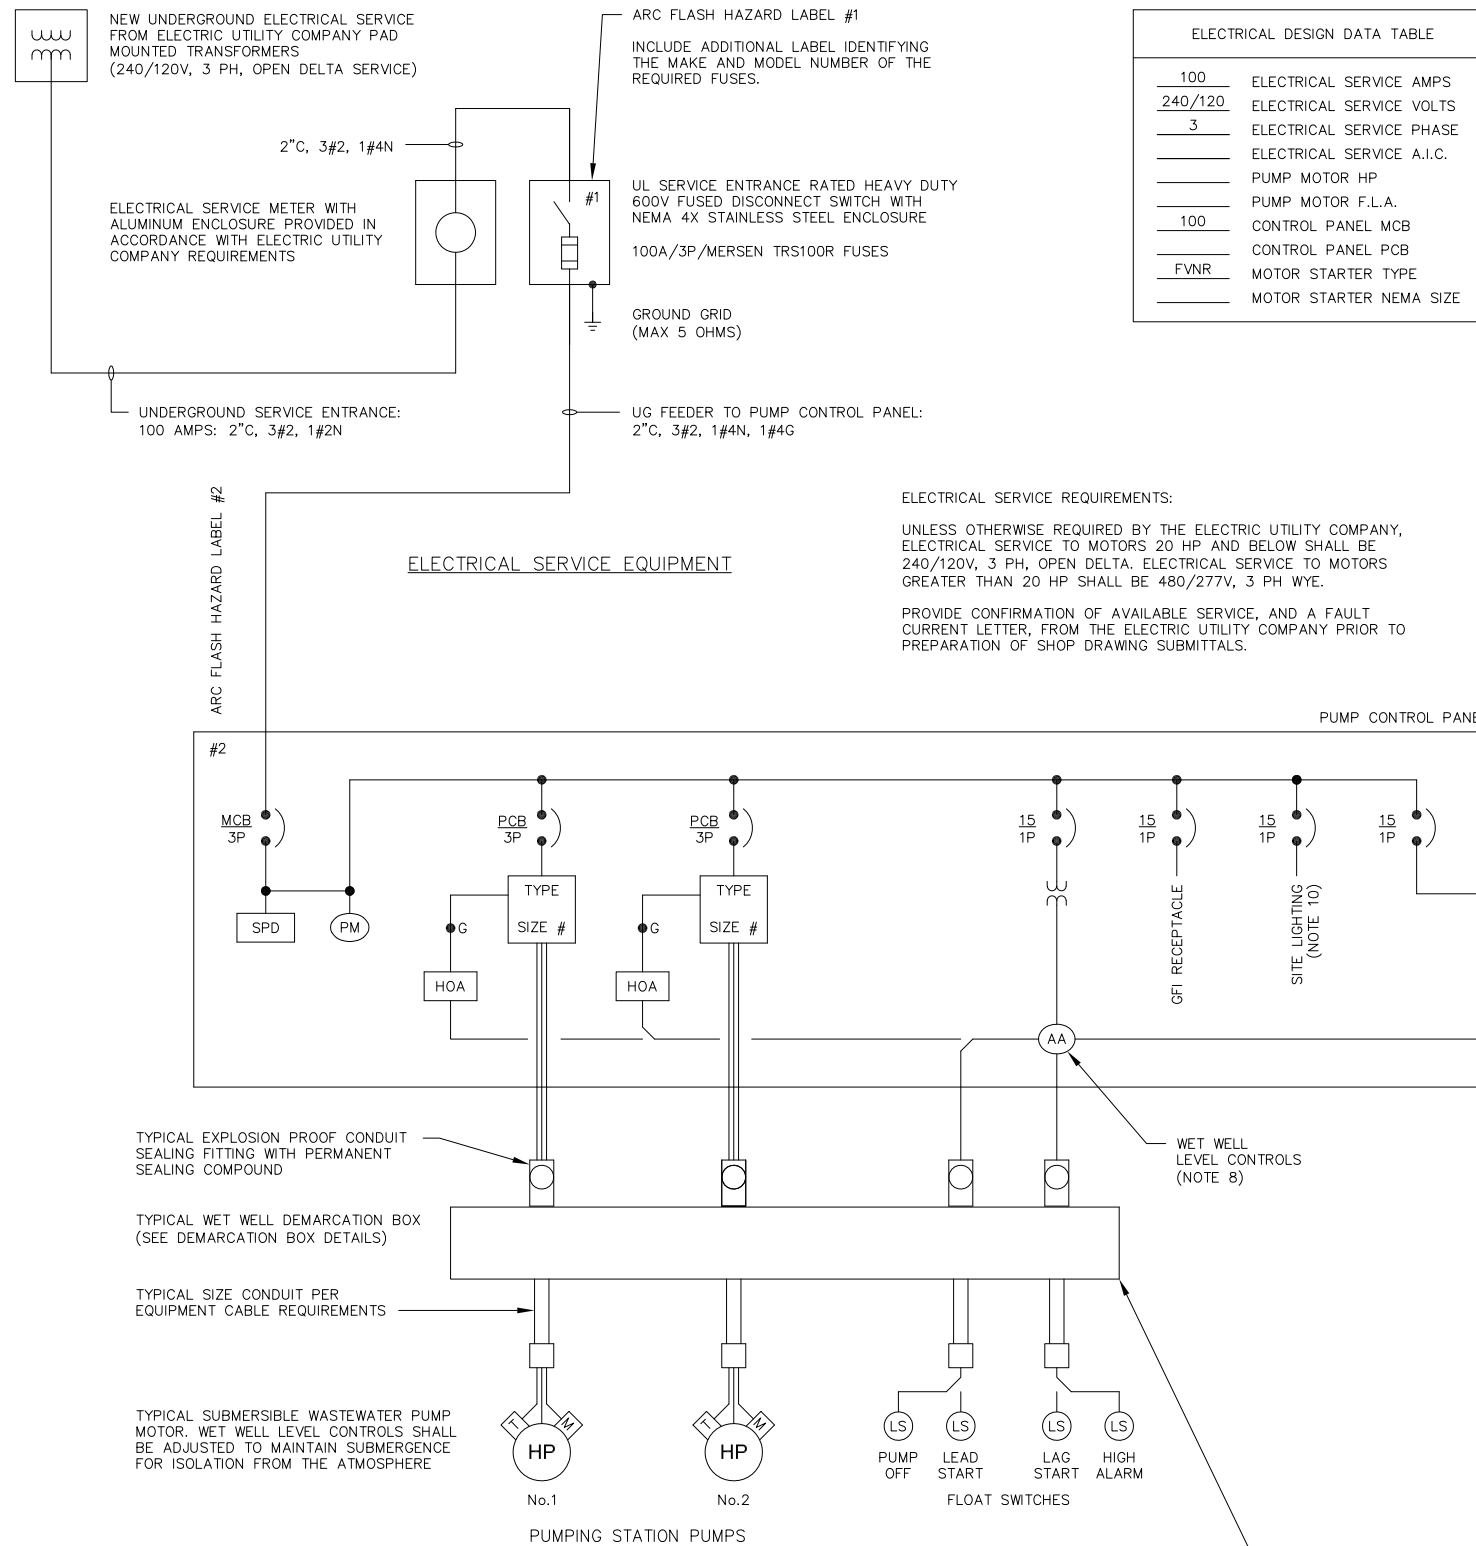 NEW UNDERGROUND ELECTRICAL SERVICE
FROM ELECTRIC UTILITY COMPANY PAD
MOUNTED TRANSFORMERS
(240/120V, 3 PH, OPEN DELTA SERVICE)
ARC FLASH HAZARD LABEL #1
INCLUDE ADDITIONAL LABEL IDENTIFYING
THE MAKE AND MODEL NUMBER OF THE
REQUIRED FUSES.
ELECTRICAL DESIGN DATA TABLE
100 ELECTRICAL SERVICE AMPS
240/120 ELECTRICAL SERVICE VOLTS
3 ELECTRICAL SERVICE PHASE
ELECTRICAL SERVICE A.I.C.
PUMP MOTOR HP
PUMP MOTOR F.L.A.
100 CONTROL PANEL MCB
CONTROL PANEL PCB
FVNR MOTOR STARTER TYPE
MOTOR STARTER NEMA SIZE
2"C, 3#2, 1#4N
ELECTRICAL SERVICE METER WITH
ALUMINUM ENCLOSURE PROVIDED IN
ACCORDANCE WITH ELECTRIC UTILITY
COMPANY REQUIREMENTS
#1
UL SERVICE ENTRANCE RATED HEAVY DUTY
600V FUSED DISCONNECT SWITCH WITH
NEMA 4X STAINLESS STEEL ENCLOSURE
100A/3P/MERSEN TRS100R FUSES
GROUND GRID
(MAX 5 OHMS)
UNDERGROUND SERVICE ENTRANCE:
100 AMPS: 2"C, 3#2, 1#2N
UG FEEDER TO PUMP CONTROL PANEL:
2"C, 3#2, 1#4N, 1#4G
ARC FLASH HAZARD LABEL #2
ELECTRICAL SERVICE EQUIPMENT
ELECTRICAL SERVICE REQUIREMENTS:
UNLESS OTHERWISE REQUIRED BY THE ELECTRIC UTILITY COMPANY,
ELECTRICAL SERVICE TO MOTORS 20 HP AND BELOW SHALL BE
240/120V, 3 PH, OPEN DELTA. ELECTRICAL SERVICE TO MOTORS
GREATER THAN 20 HP SHALL BE 480/277V, 3 PH WYE.
PROVIDE CONFIRMATION OF AVAILABLE SERVICE, AND A FAULT
CURRENT LETTER, FROM THE ELECTRIC UTILITY COMPANY PRIOR TO
PREPARATION OF SHOP DRAWING SUBMITTALS.
PUMP CONTROL PANE
#2
MCB
3P
PCB
3P
PCB
3P
15
1P
15
1P
15
1P
15
1P
SPD
PM
TYPE
SIZE #
G
HOA
TYPE
SIZE #
G
HOA
GFI RECEPTACLE
SITE LIGHTING
(NOTE 10)
AA
TYPICAL EXPLOSION PROOF CONDUIT
SEALING FITTING WITH PERMANENT
SEALING COMPOUND
WET WELL
LEVEL CONTROLS
(NOTE 8)
TYPICAL WET WELL DEMARCATION BOX
(SEE DEMARCATION BOX DETAILS)
TYPICAL SIZE CONDUIT PER
EQUIPMENT CABLE REQUIREMENTS
TYPICAL SUBMERSIBLE WASTEWATER PUMP
MOTOR. WET WELL LEVEL CONTROLS SHALL
BE ADJUSTED TO MAINTAIN SUBMERGENCE
FOR ISOLATION FROM THE ATMOSPHERE
T
M
HP
No.1
T
M
HP
No.2
LS
LS
LS
LS
PUMP
OFF
LEAD
START
LAG
START
HIGH
ALARM
FLOAT SWITCHES
PUMPING STATION PUMPS